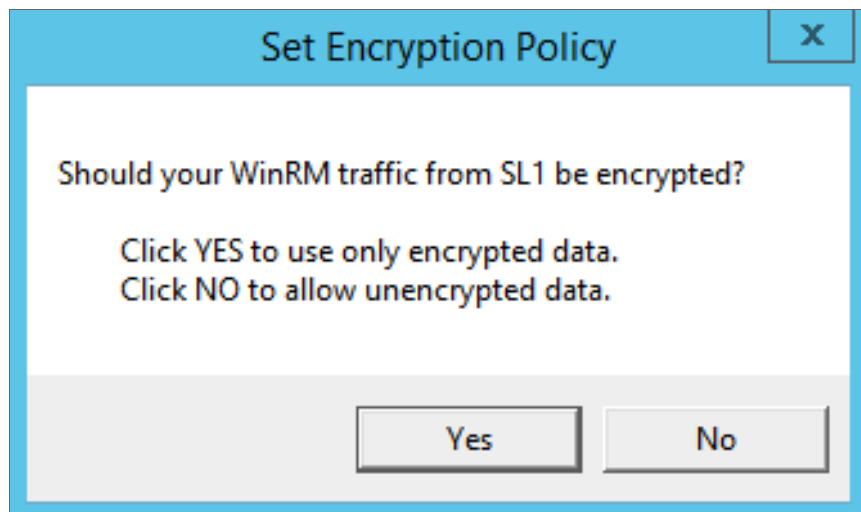 Set Encryption Policy
x
Should your WinRM traffic from SL1 be encrypted?
Click YES to use only encrypted data.
Click NO to allow unencrypted data.
Yes
No